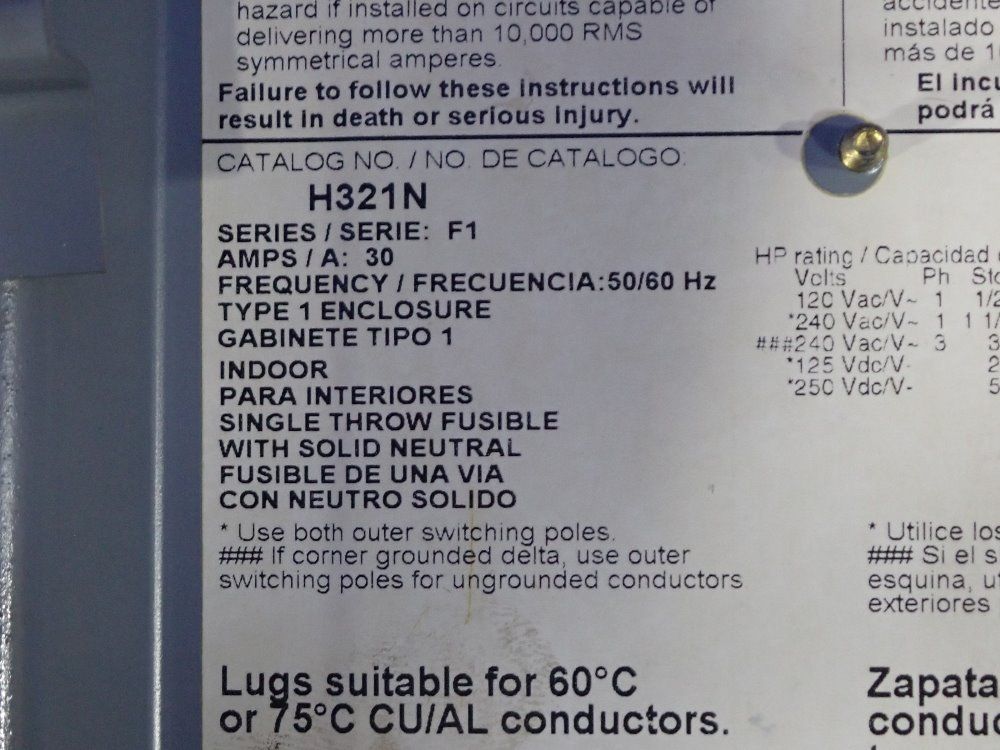 hazard if installed on circuits capable of
delivering more than 10,000 RMS
symmetrical amperes.
Failure to follow these instructions will
result in death or serious injury.
instalado
más de
El
podrá
CATALOG NO. / NO. DE CATALOGO:
H321N
SERIES / SERIE: F1
AMPS / A: 30
FREQUENCY / FRECUENCIA:50/60 Hz
TYPE 1 ENCLOSURE
GABINETE TIPO 1
INDOOR
PARA INTERIORES
SINGLE THROW FUSIBLE
WITH SOLID NEUTRAL
FUSIBLE DE UNA VIA
CON NEUTRO SOLIDO
HP rating / Capacidad
Volts Ph
120 Vac/V~ 1 1/2
*240 Vac/V~ 1 1
###240 Vac/V~ 3 3
*125 Vdc/V- 2
*250 Vdc/V- 5
* Use both outer switching poles.
### If corner grounded delta, use outer
switching poles for ungrounded conductors
* Utilice los
### Si el
esquina,
exteriores
Lugs suitable for 60°C
or 75°C CU/AL conductors.
Zapata
conduc